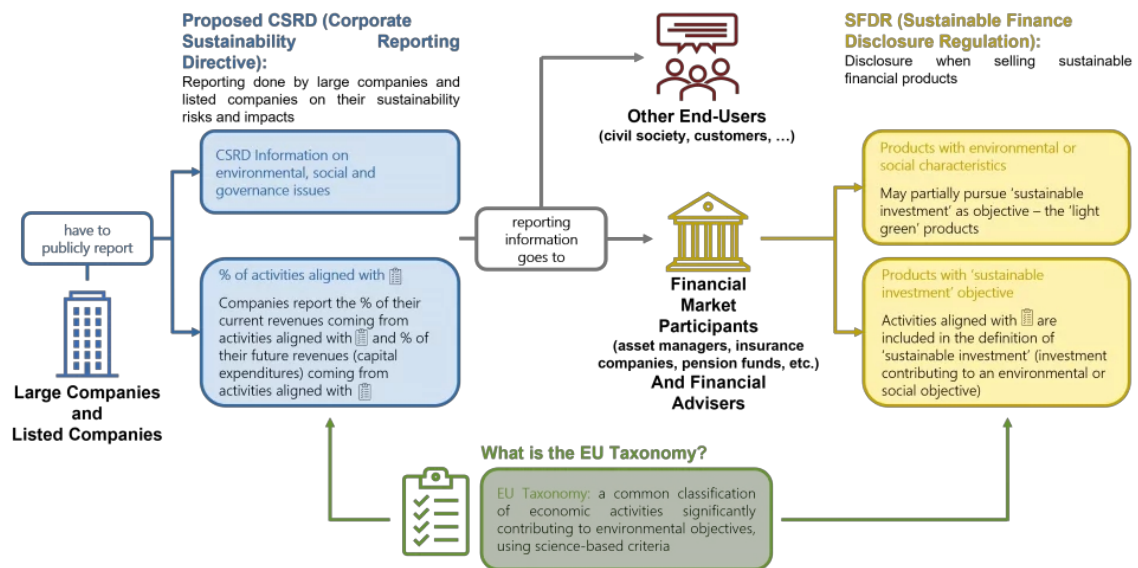 Proposed CSRD (Corporate
Sustainability Reporting
Directive):
Reporting done by large companies and
listed companies on their sustainability
risks and impacts
CSRD Information on
environmental, social and
governance issues
have to
publicly report
% of activities aligned with
Companies report the % of their
current revenues coming from
activities aligned with and % of
their future revenues (capital
expenditures) coming from
activities aligned with
Large Companies
and
Listed Companies
reporting
information
goes to
Other End-Users
(civil society, customers, …)
Financial
Market
Participants
(asset managers, insurance
companies, pension funds, etc.)
And Financial
Advisers
SFDR (Sustainable Finance
Disclosure Regulation):
Disclosure when selling sustainable
financial products
Products with environmental or
social characteristics
May partially pursue ‘sustainable
investment’ as objective – the ‘light
green’ products
Products with ‘sustainable
investment’ objective
Activities aligned with are
included in the definition of
‘sustainable investment’ (investment
contributing to an environmental or
social objective)
What is the EU Taxonomy?
EU Taxonomy: a common classification
of economic activities significantly
contributing to environmental objectives,
using science-based criteria